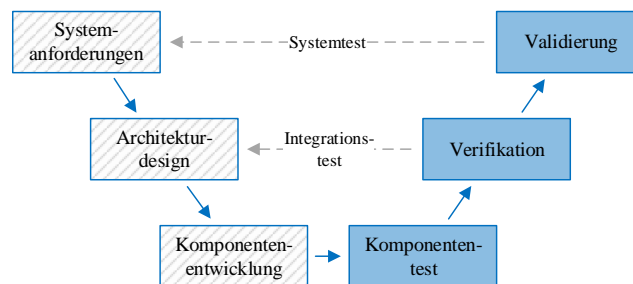 System-
anforderungen
Systemtest
Validierung
Architektur-
design
Integrations-
test
Verifikation
Komponenten-
entwicklung
Komponenten-
test